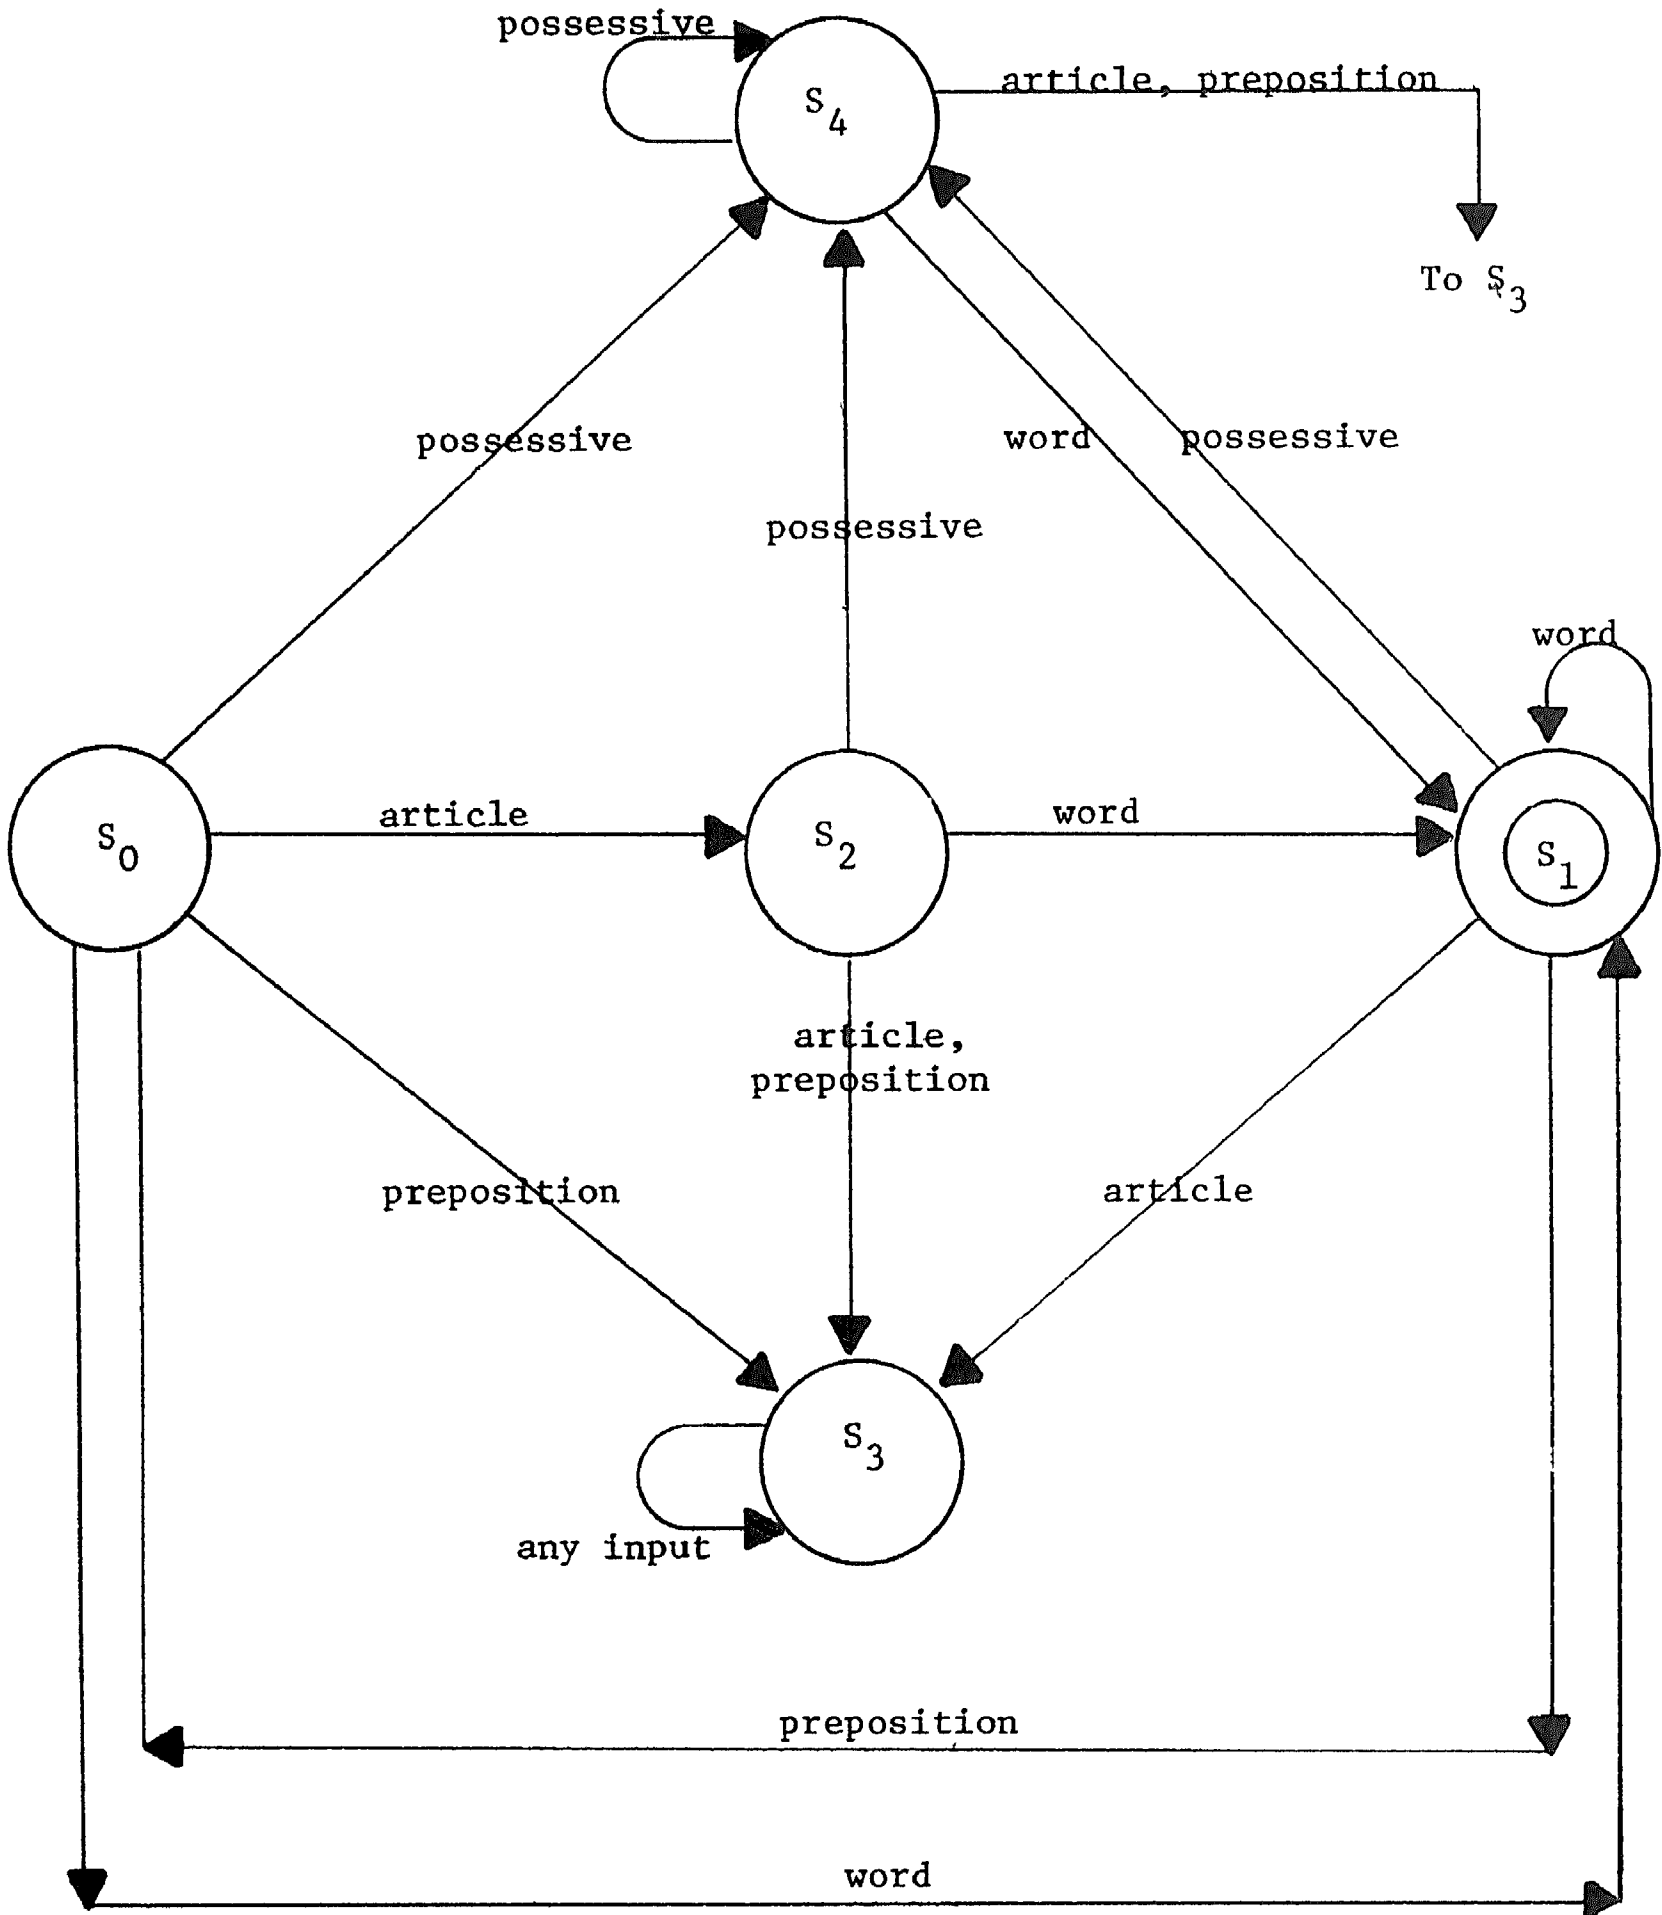 possessive
S4
article, preposition
To S3
possessive
word
possessive
possessive
word
S0
article
S2
word
S1
article,
preposition
preposition
article
S3
any input
preposition
word